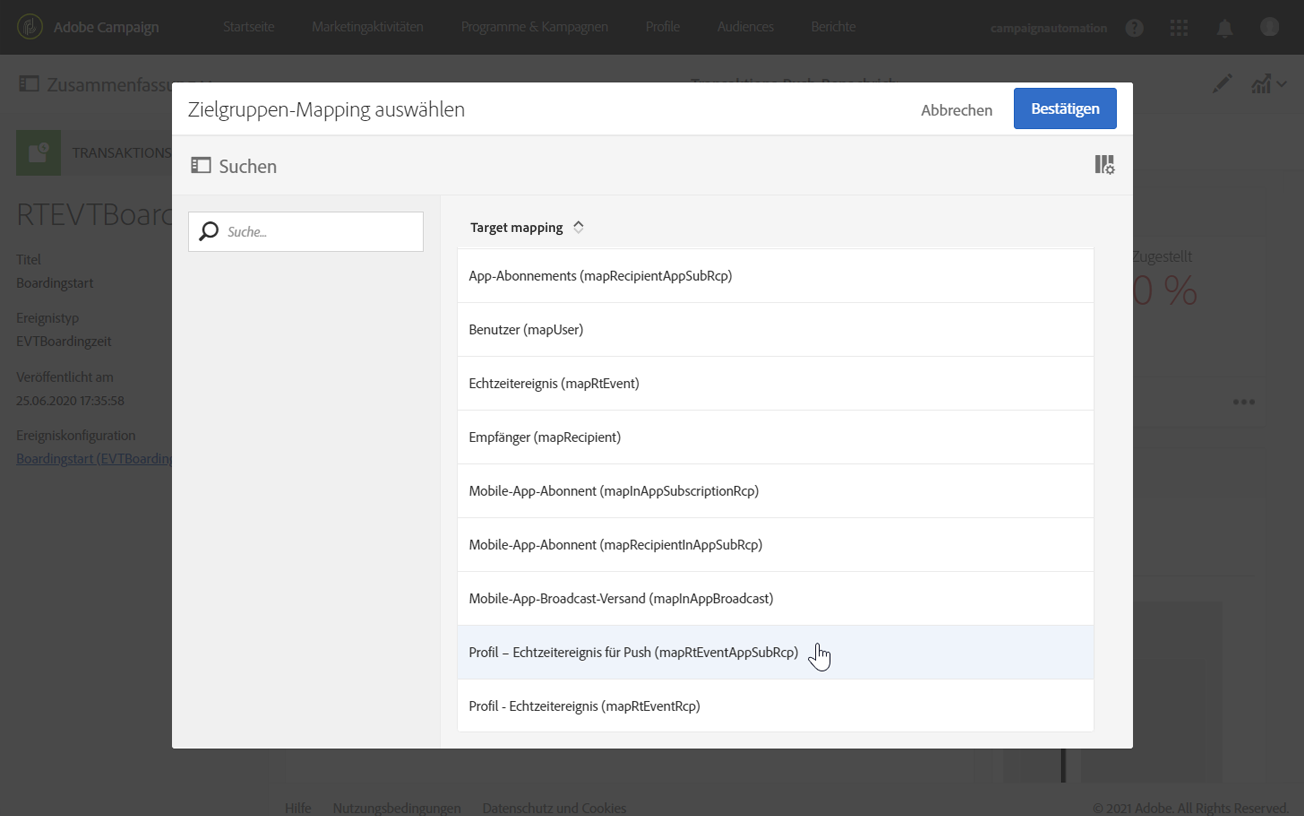 Adobe Campaign
Startseite
Marketingaktivitäten
Programme & Kampagnen
Profile
Audiences
Berichte
campaignautomation
Zusammenfassu
Zielgruppen-Mapping auswählen
Abbrechen
Bestätigen
TRANSAKTIONS
Suchen
RTEVTBoard
Suche...
Target mapping
Titel
Boardingstart
Ereignistyp
EVTBoardingzeit
Veröffentlicht am
25.06.2020 17:35:58
Ereigniskonfiguration
Boardingstart (EVTBoarding
App-Abonnements (mapRecipientAppSubRcp)
Benutzer (mapUser)
Echtzeitereignis (mapRtEvent)
Empfänger (mapRecipient)
Mobile-App-Abonnent (mapInAppSubscriptionRcp)
Mobile-App-Abonnent (mapRecipientInAppSubRcp)
Mobile-App-Broadcast-Versand (mapInAppBroadcast)
Profil – Echtzeitereignis für Push (mapRtEventAppSubRcp)
Profil - Echtzeitereignis (mapRtEventRcp)
Zugestellt
0 %
Hilfe
Nutzungsbedingungen
Datenschutz und Cookies
© 2021 Adobe. All Rights Reserved.